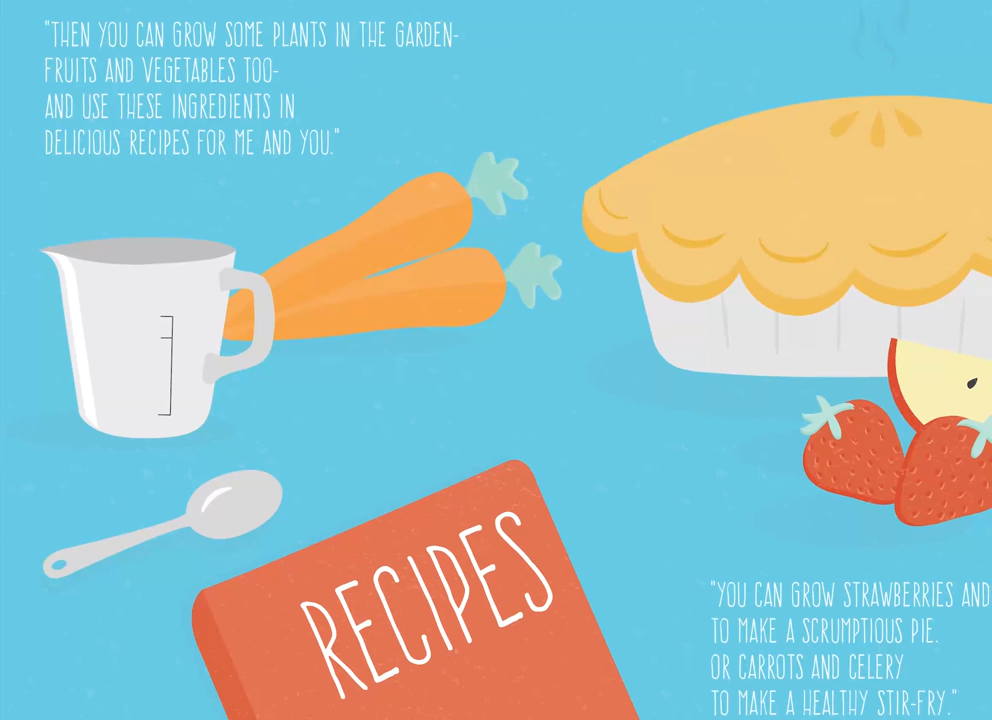 "THEN YOU CAN GROW SOME PLANTS IN THE GARDEN-
FRUITS AND VEGETABLES TOO-
AND USE THESE INGREDIENTS IN
DELICIOUS RECIPES FOR ME AND YOU."
RECIPES
"YOU CAN GROW STRAWBERRIES AND
TO MAKE A SCRUMPTIOUS PIE.
OR CARROTS AND CELERY
TO MAKE A HEALTHY STIR-FRY."